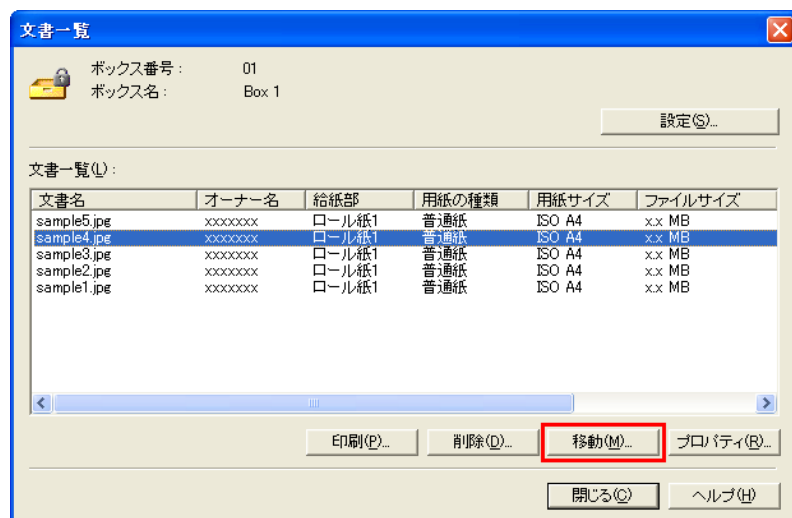 文書一覧
ボックス番号 : 01
ボックス名 : Box 1
設定(S)...
文書一覧(L) :
文書名 オーナー名 給紙部 用紙の種類 用紙サイズ ファイルサイズ
sample5.jpg xxxxxxx ロール紙1 普通紙 ISO A4 x.x MB
sample4.jpg xxxxxxx ロール紙1 普通紙 ISO A4 x.x MB
sample3.jpg xxxxxxx ロール紙1 普通紙 ISO A4 x.x MB
sample2.jpg xxxxxxx ロール紙1 普通紙 ISO A4 x.x MB
sample1.jpg xxxxxxx ロール紙1 普通紙 ISO A4 x.x MB
印刷(P)... 削除(D)... 移動(M)... プロパティ(R)...
閉じる(C) ヘルプ(H)